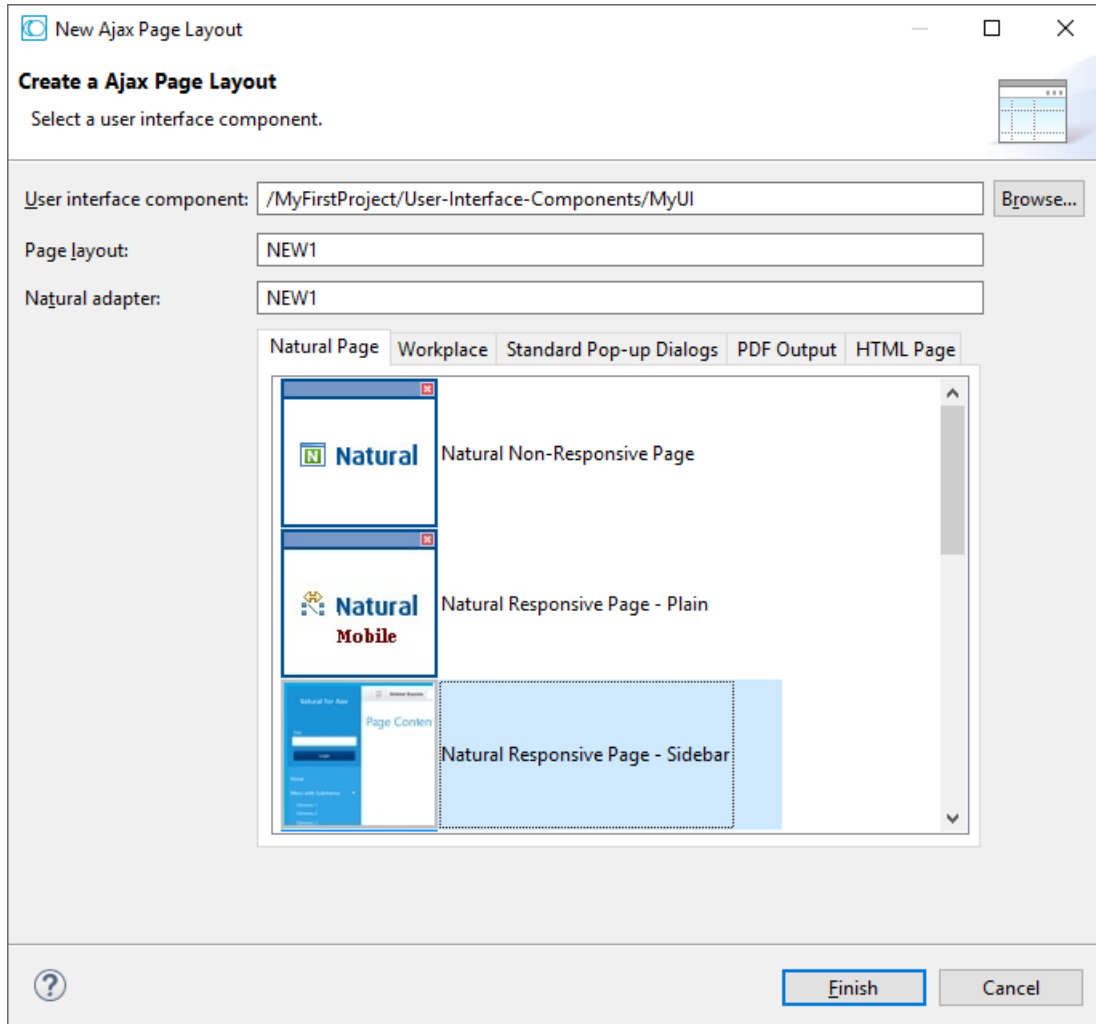 New Ajax Page Layout
Create a Ajax Page Layout
Select a user interface component.
User interface component: /MyFirstProject/User-Interface-Components/MyUI Browse...
Page layout: NEW1
Natural adapter: NEW1
Natural Page Workplace Standard Pop-up Dialogs PDF Output HTML Page
N Natural Natural Non-Responsive Page
Natural Natural Responsive Page - Plain
Mobile
Natural for Ajax
Page Conten
Natural Responsive Page - Sidebar
Login
Home
Menu with Submenus
? Finish Cancel